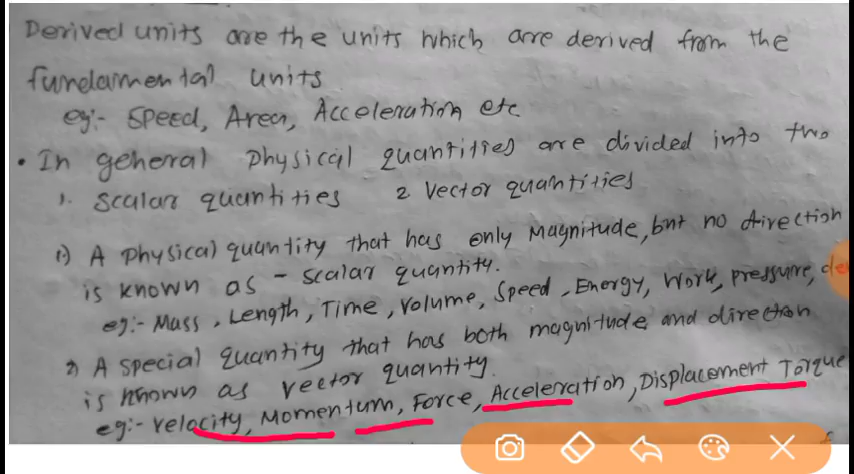 Derived units are the units which are derived from the
fundamental units
eg:- Speed, Area, Acceleration etc
• In general Physical quantities are divided into two
1. Scalar quantities 2 Vector quantities
1) A Physical quantity that has only Magnitude, but no direction
is known as - scalar quantity.
eg:- Mass, Length, Time, Volume, Speed, Energy, Work, pressure, de
2) A special quantity that has both magnitude and direction
is known as vector quantity.
eg:- velocity, Momentum, Force, Acceleration, Displacement Torque